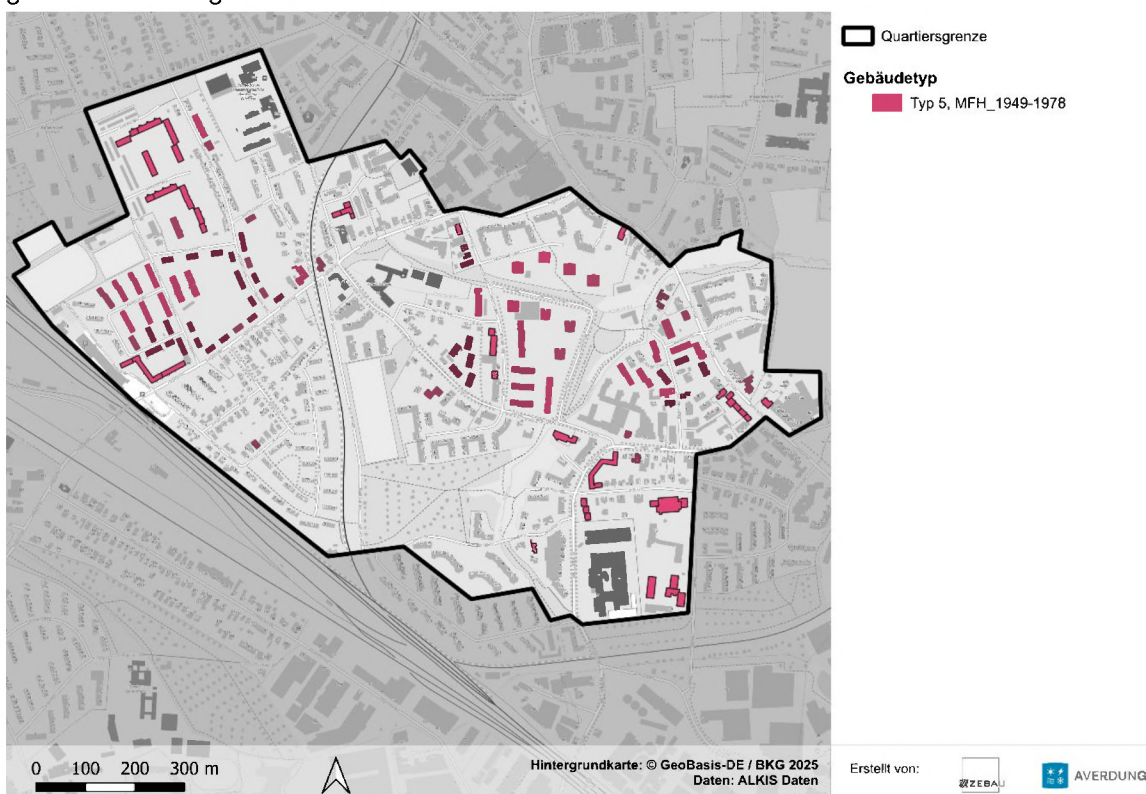 Quartiersgrenze
Gebäudetyp
Typ 5, MFH_1949-1978
0 100 200 300 m
Hintergrundkarte: © GeoBasis-DE / BKG 2025
Daten: ALKIS Daten
Erstellt von:
ZEBAU
AVERDUNG